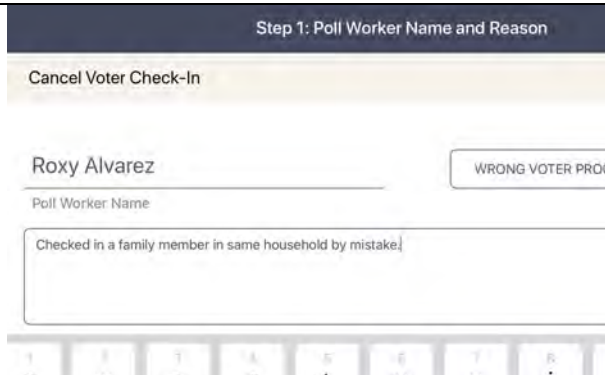 Step 1: Poll Worker Name and Reason
Cancel Voter Check-In
Roxy Alvarez
WRONG VOTER
Poll Worker Name
Checked in a family member in same household by mistake.